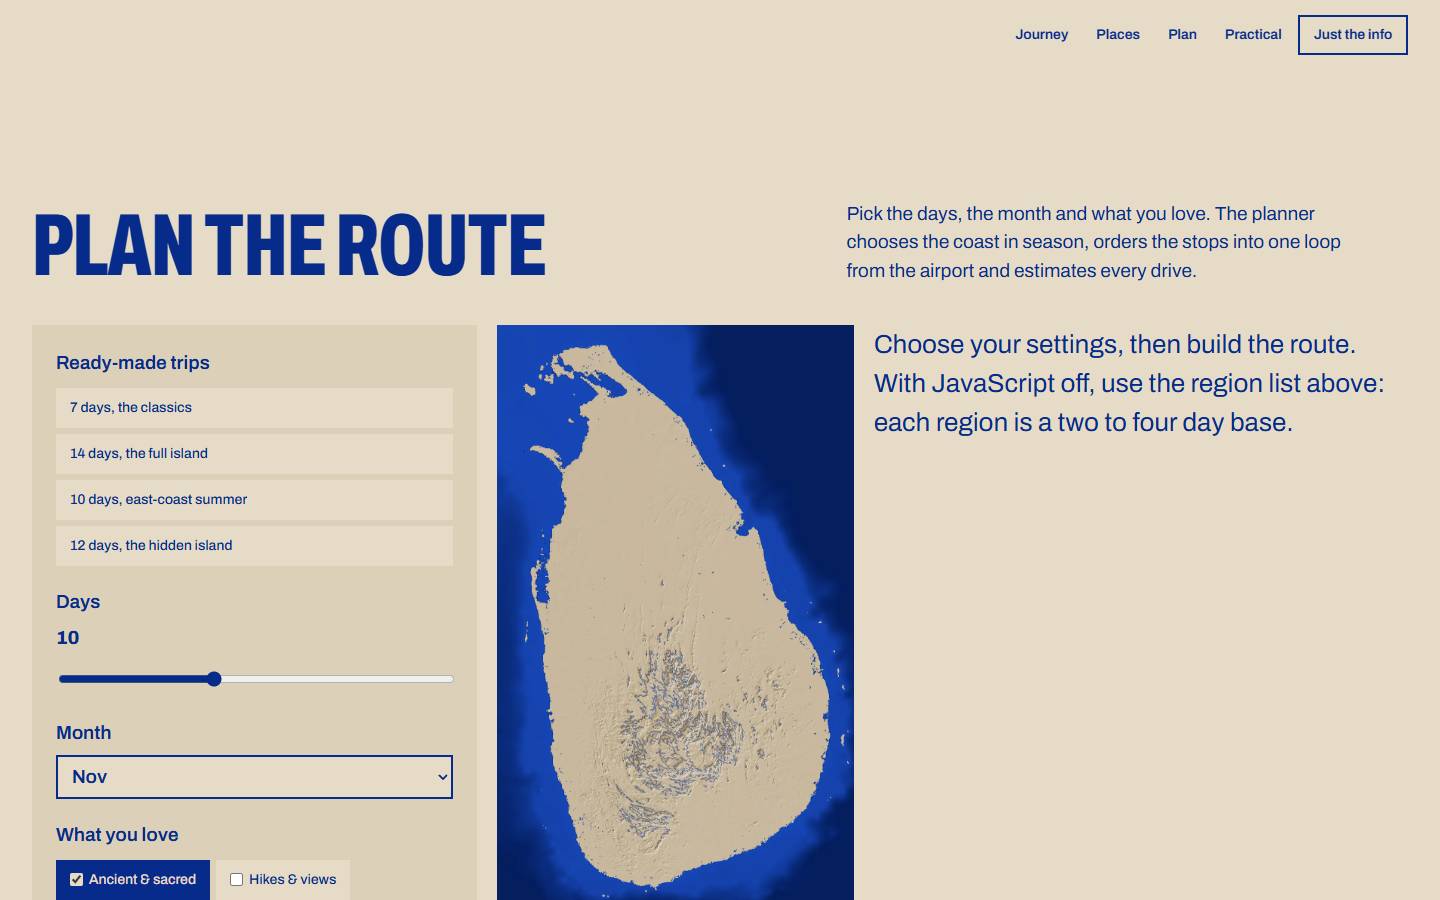 Journey Places Plan Practical Just the info
PLAN THE ROUTE
Pick the days, the month and what you love. The planner
chooses the coast in season, orders the stops into one loop
from the airport and estimates every drive.
Ready-made trips
7 days, the classics
14 days, the full island
10 days, east-coast summer
12 days, the hidden island
Days
10
Month
Nov
What you love
Ancient & sacred Hikes & views
Choose your settings, then build the route.
With JavaScript off, use the region list above:
each region is a two to four day base.